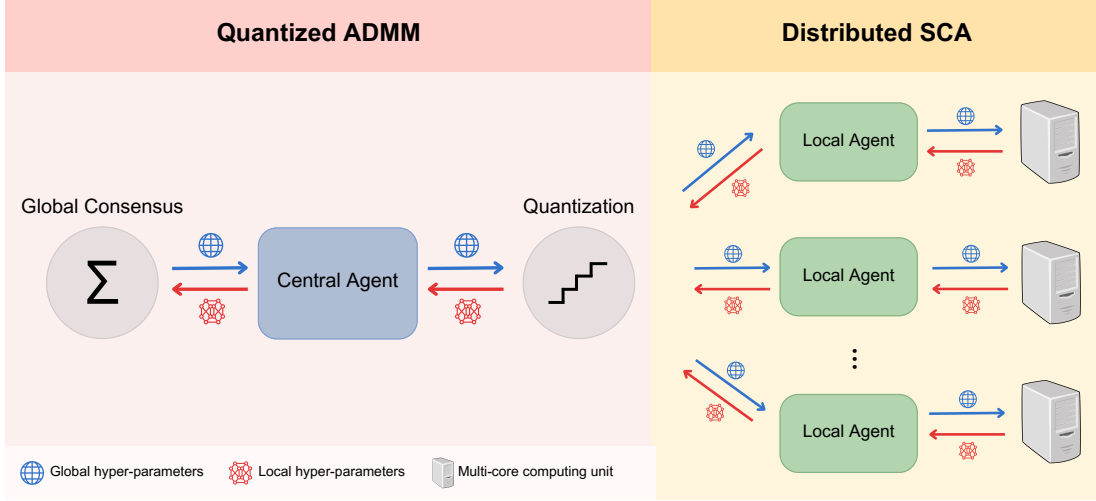 Quantized ADMM
Distributed SCA
Global Consensus
Σ
Central Agent
Quantization
Local Agent
Local Agent
⋮
Local Agent
Global hyper-parameters
Local hyper-parameters
Multi-core computing unit